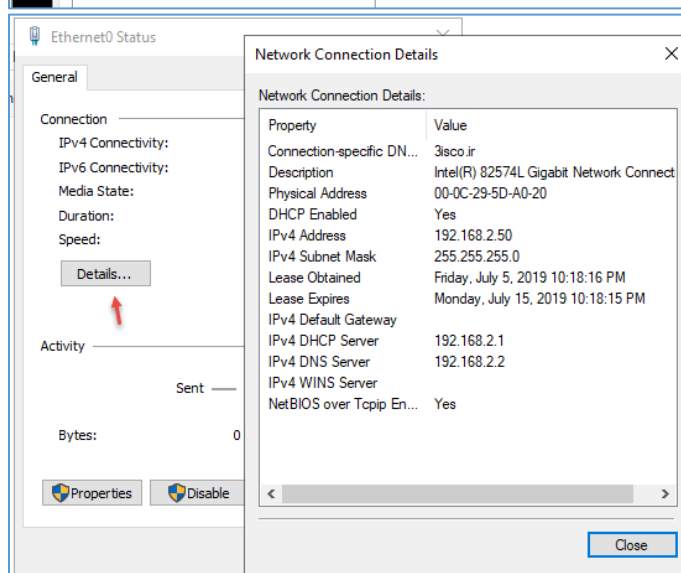 Ethernet0 Status
General
Connection
IPv4 Connectivity:
IPv6 Connectivity:
Media State:
Duration:
Speed:
Details...
Activity
Sent
Bytes: 0
Properties Disable
Network Connection Details
Network Connection Details:
Property Value
Connection-specific DN... 3isco.ir
Description Intel(R) 82574L Gigabit Network Connect
Physical Address 00-0C-29-5D-A0-20
DHCP Enabled Yes
IPv4 Address 192.168.2.50
IPv4 Subnet Mask 255.255.255.0
Lease Obtained Friday, July 5, 2019 10:18:16 PM
Lease Expires Monday, July 15, 2019 10:18:15 PM
IPv4 Default Gateway
IPv4 DHCP Server 192.168.2.1
IPv4 DNS Server 192.168.2.2
IPv4 WINS Server
NetBIOS over Tcpip En... Yes
Close